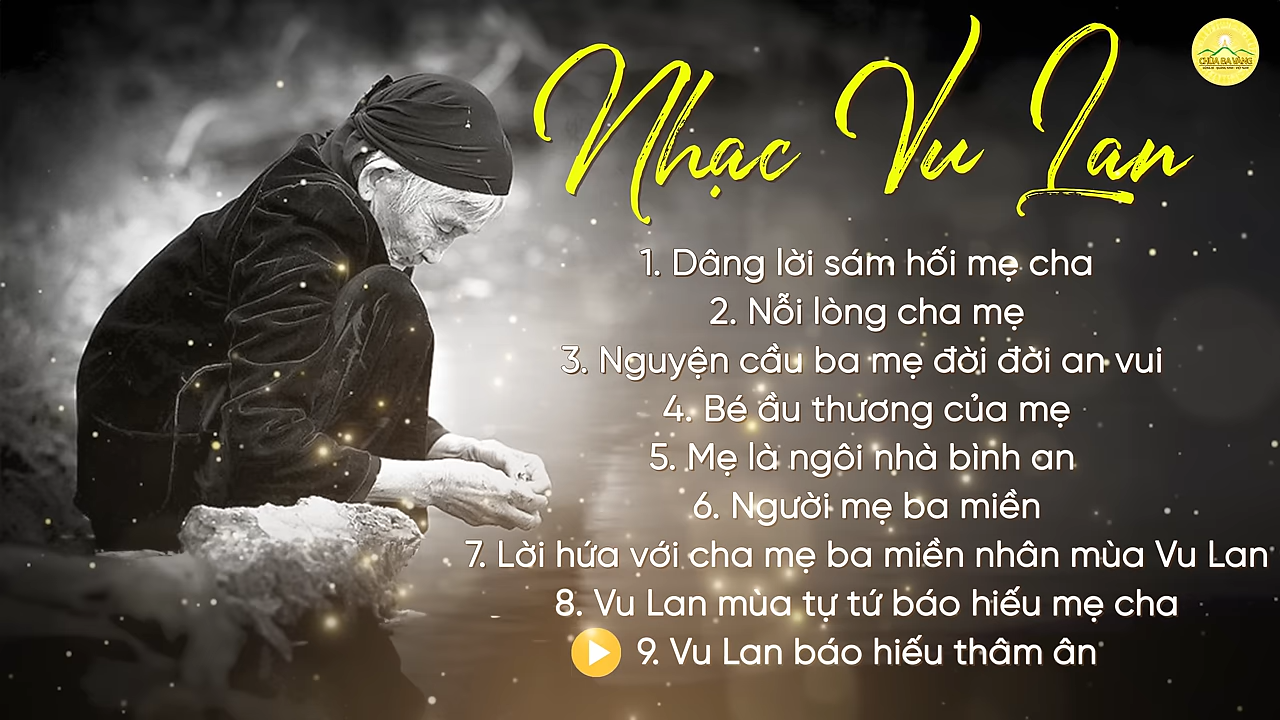 CHÙA BA VÀNG
Nhạc Vu Lan
1. Dâng lời sám hối mẹ cha
2. Nỗi lòng cha mẹ
3. Nguyện cầu ba mẹ đời đời an vui
4. Bé ầu thương của mẹ
5. Mẹ là ngôi nhà bình an
6. Người mẹ ba miền
7. Lời hứa với cha mẹ ba miền nhân mùa Vu Lan
8. Vu Lan mùa tự tứ báo hiếu mẹ cha
9. Vu Lan báo hiếu thâm ân